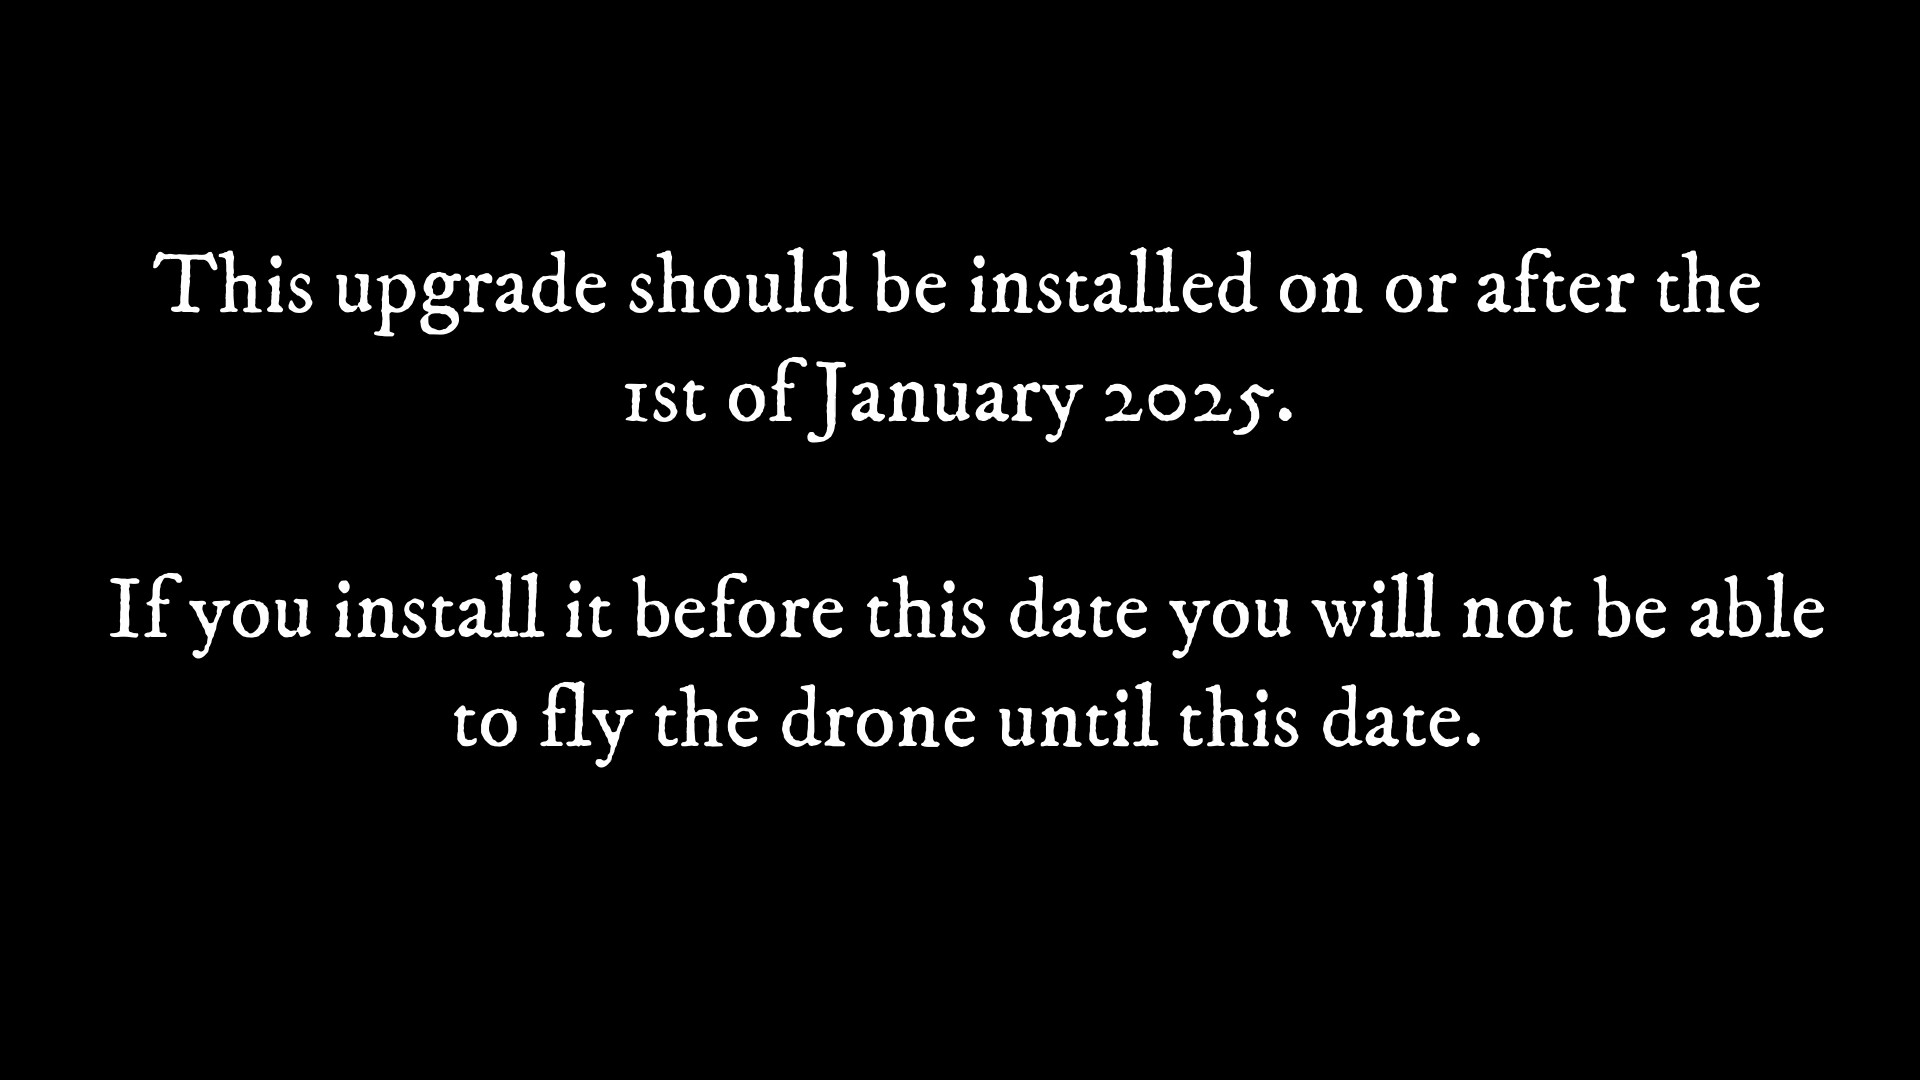 This upgrade should be installed on or after the
1st of January 2025.
If you install it before this date you will not be able
to fly the drone until this date.